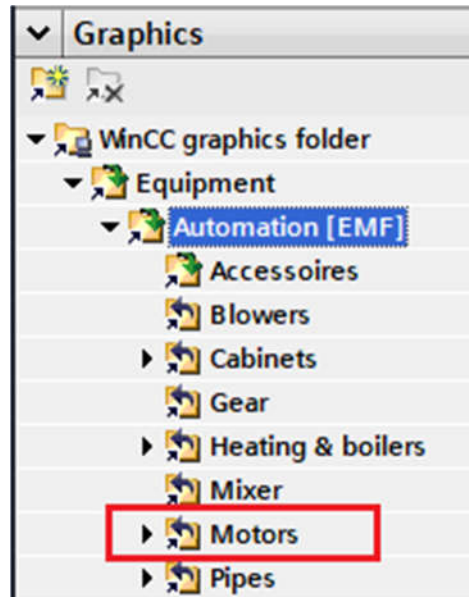 Graphics
WinCC graphics folder
Equipment
Automation [EMF]
Accessoires
Blowers
Cabinets
Gear
Heating & boilers
Mixer
Motors
Pipes